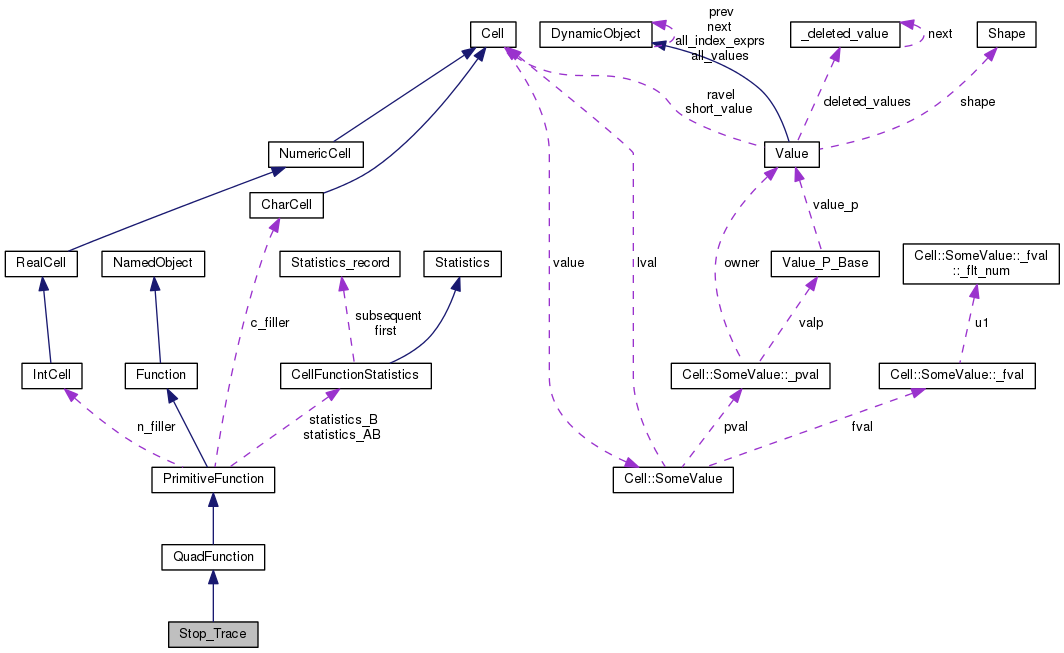 Cell
DynamicObject
prev
next
all_index_exprs
all_values
_deleted_value
next
Shape
ravel
short_value
deleted_values
shape
NumericCell
Value
CharCell
value_p
RealCell
NamedObject
Statistics_record
Statistics
value
lval
owner
Value_P_Base
Cell::SomeValue::_fval
::_flt_num
c_filler
subsequent
first
valp
u1
IntCell
Function
CellFunctionStatistics
Cell::SomeValue::_pval
Cell::SomeValue::_fval
n_filler
statistics_B
statistics_AB
pval
fval
PrimitiveFunction
Cell::SomeValue
QuadFunction
Stop_Trace